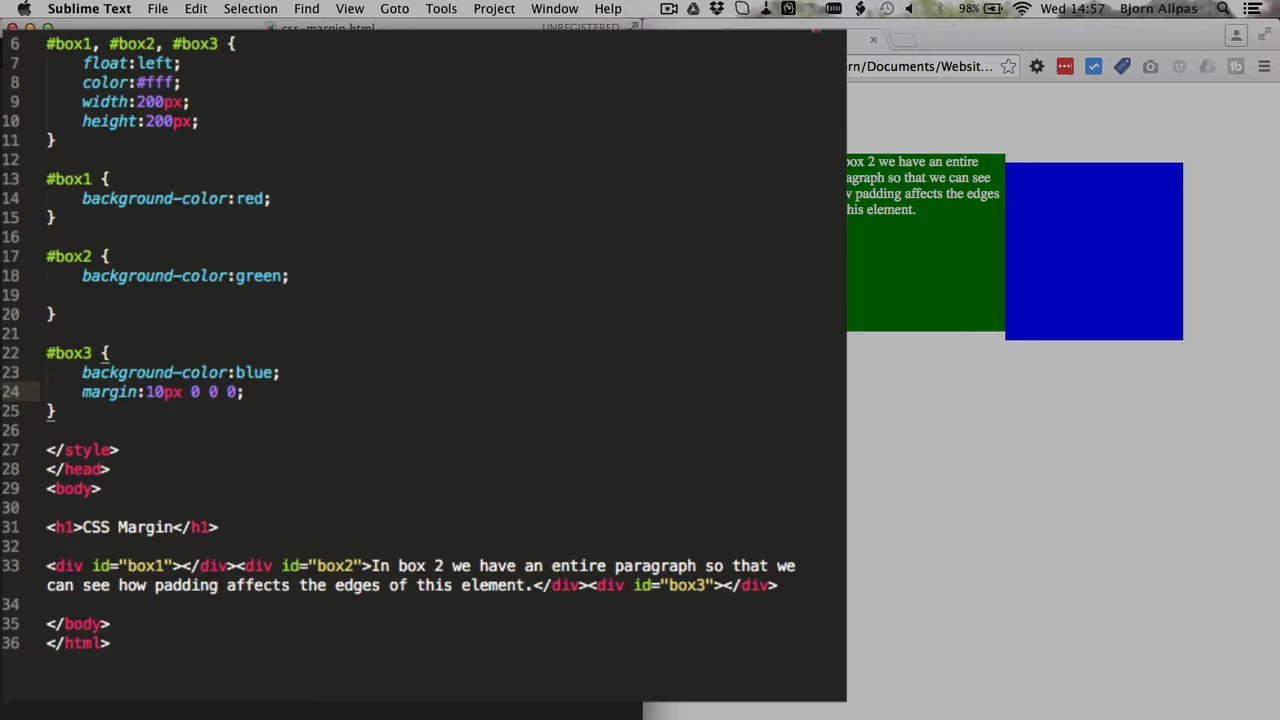 Sublime Text File Edit Selection Find View Goto Tools Project Window Help 98% Wed 14:57 Bjorn Allpas
css-margin.html UNREGISTERED
rn/Documents/Websit...
6 #box1, #box2, #box3 {
7 float:left;
8 color:#fff;
9 width:200px;
10 height:200px;
11 }
12
13 #box1 {
14 background-color:red;
15 }
16
17 #box2 {
18 background-color:green;
19
20 }
21
22 #box3 {
23 background-color:blue;
24 margin:10px 0 0 0;
25 }
26
27 </style>
28 </head>
29 <body>
30
31 <h1>CSS Margin</h1>
32
33 <div id="box1"></div><div id="box2">In box 2 we have an entire paragraph so that we
can see how padding affects the edges of this element.</div><div id="box3"></div>
34
35 </body>
36 </html>
box 2 we have an entire
agraph so that we can see
w padding affects the edges
his element.